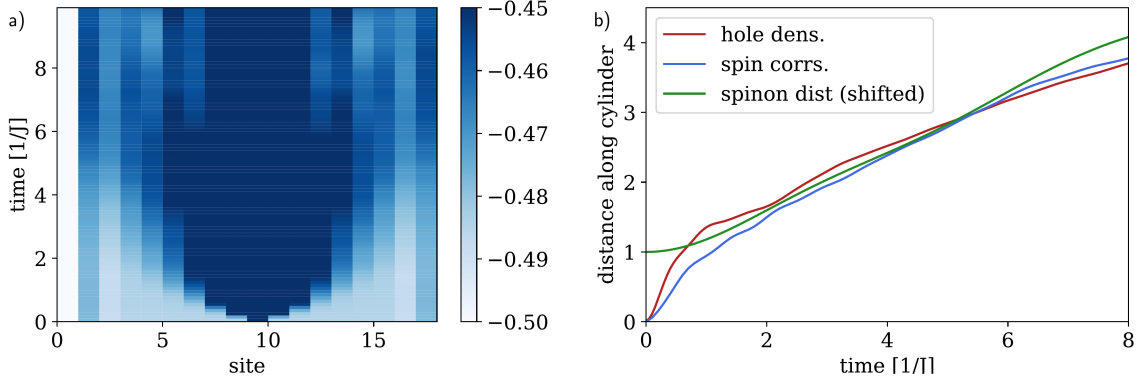 a)
8
6
4
2
0
time [1/J]
0
5
10
15
site
−0.45
−0.46
−0.47
−0.48
−0.49
−0.50
b)
hole dens.
spin corrs.
spinon dist (shifted)
4
3
2
1
0
distance along cylinder
0
2
4
6
8
time [1/J]